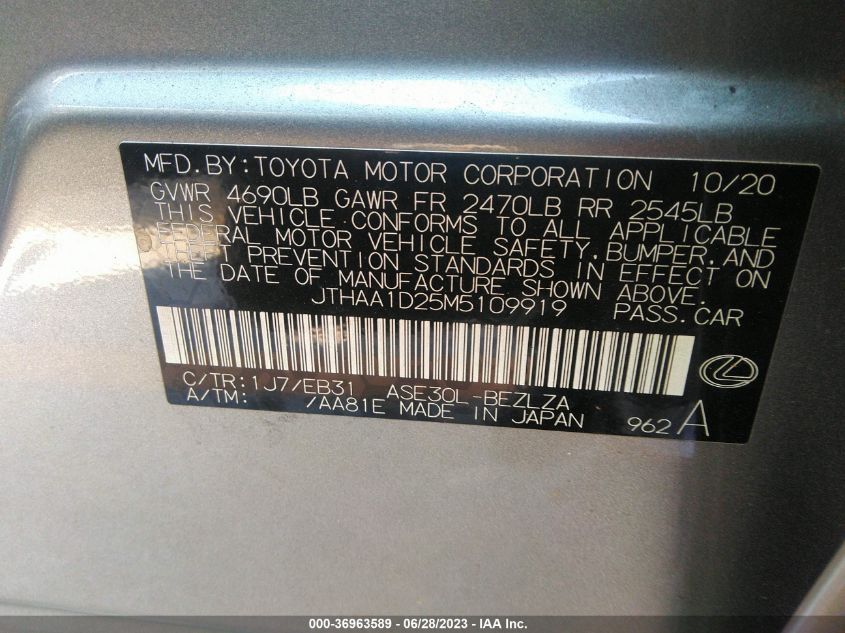 MFD.BY:TOYOTA MOTOR CORPORATION 10/20
GVWR 4690LB GAWR FR 2470LB RR 2545LB
THIS VEHICLE CONFORMS TO ALL APPLICABLE
FEDERAL MOTOR VEHICLE SAFETY,BUMPER,AND
THEFT PREVENTION STANDARDS IN EFFECT ON
THE DATE OF MANUFACTURE SHOWN ABOVE.
JTHAA1D25M5109919 PASS.CAR
C/TR:1J7/EB31 ASE30L-BEZLZA
A/TM: /AA81E MADE IN JAPAN 962A
000-36963589 - 06/28/2023 - IAA Inc.